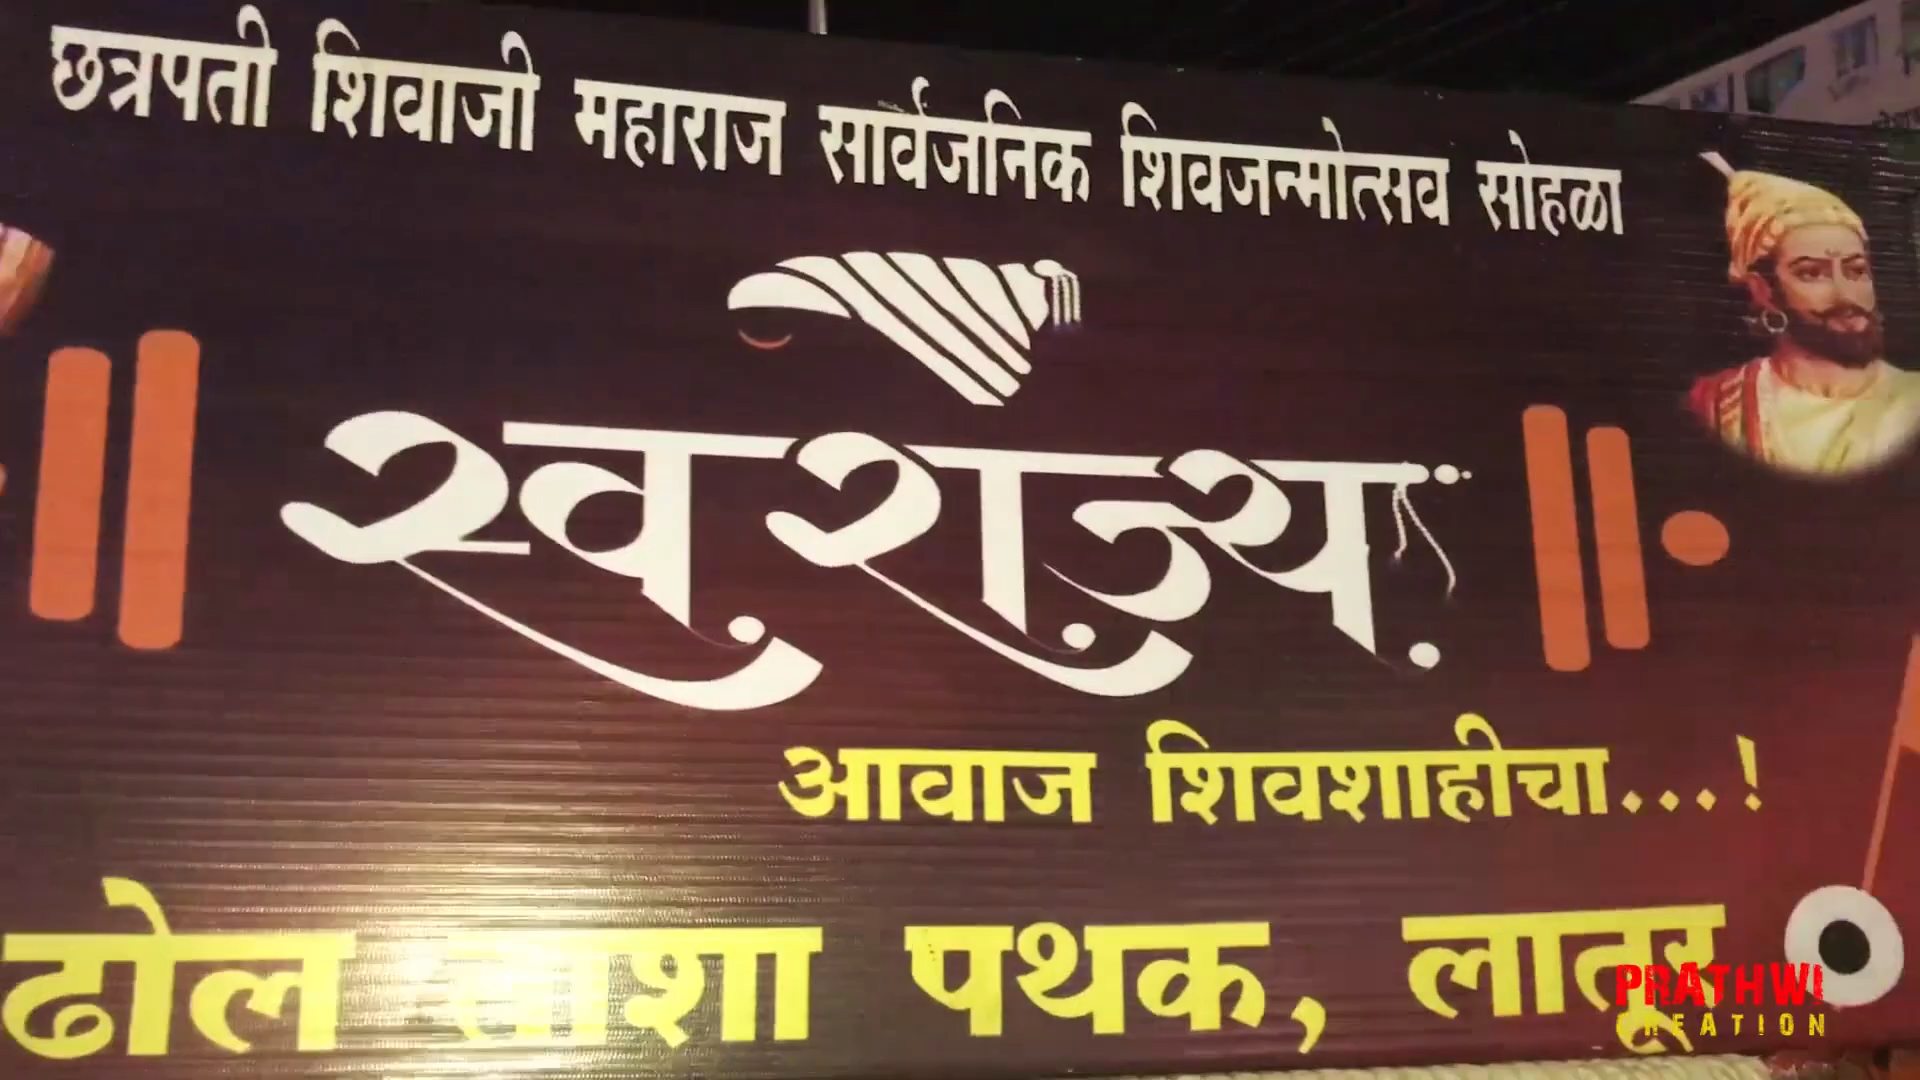 छत्रपती शिवाजी महाराज सार्वजनिक शिवजन्मोत्सव सोहळा
स्वराज्य
आवाज शिवशाहीचा...!
ढोल ताशा पथक, लातूर
PRATHWI
CREATION